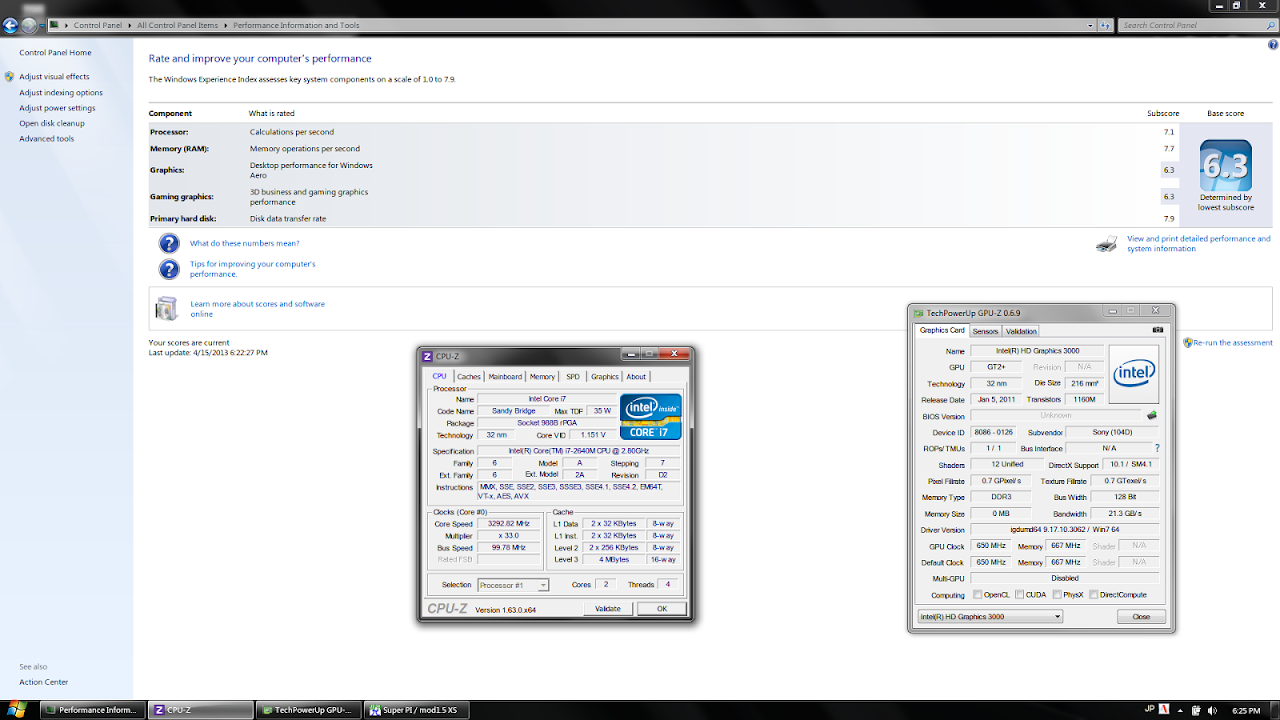 Control Panel ▸ All Control Panel Items ▸ Performance Information and Tools
Search Control Panel
Control Panel Home
Adjust visual effects
Adjust indexing options
Adjust power settings
Open disk cleanup
Advanced tools
See also
Action Center
Rate and improve your computer's performance
The Windows Experience Index assesses key system components on a scale of 1.0 to 7.9.
Component What is rated Subscore Base score
Processor: Calculations per second 7.1
Memory (RAM): Memory operations per second 7.7
Graphics: Desktop performance for Windows Aero 6.3
Gaming graphics: 3D business and gaming graphics performance 6.3
Primary hard disk: Disk data transfer rate 7.9
6.3
Determined by
lowest subscore
What do these numbers mean?
Tips for improving your computer's
performance.
View and print detailed performance and
system information
Learn more about scores and software
online
Your scores are current
Last update: 4/15/2013 6:22:27 PM
Re-run the assessment
CPU-Z
CPU Caches Mainboard Memory SPD Graphics About
Processor
Name Intel Core i7
Code Name Sandy Bridge Max TDP 35 W
Package Socket 988B rPGA
Technology 32 nm Core VID 1.151 V
intel inside
CORE i7
Specification Intel(R) Core(TM) i7-2640M CPU @ 2.80GHz
Family 6 Model A Stepping 7
Ext. Family 6 Ext. Model 2A Revision D2
Instructions MMX, SSE, SSE2, SSE3, SSSE3, SSE4.1, SSE4.2, EM64T,
VT-x, AES, AVX
Clocks (Core #0)
Core Speed 3292.82 MHz
Multiplier x 33.0
Bus Speed 99.78 MHz
Rated FSB
Cache
L1 Data 2 x 32 KBytes 8-way
L1 Inst. 2 x 32 KBytes 8-way
Level 2 2 x 256 KBytes 8-way
Level 3 4 MBytes 16-way
Selection Processor #1 Cores 2 Threads 4
CPU-Z Version 1.63.0.x64 Validate OK
TechPowerUp GPU-Z 0.6.9
Graphics Card Sensors Validation
Name Intel(R) HD Graphics 3000
GPU GT2+ Revision N/A
Technology 32 nm Die Size 216 mm²
Release Date Jan 5, 2011 Transistors 1160M
intel
BIOS Version Unknown
Device ID 8086 - 0126 Subvendor Sony (104D)
ROPs/ TMUs 1 / 1 Bus Interface N/A ?
Shaders 12 Unified DirectX Support 10.1 / SM4.1
Pixel Fillrate 0.7 GPixel/s Texture Fillrate 0.7 GTexel/s
Memory Type DDR3 Bus Width 128 Bit
Memory Size 0 MB Bandwidth 21.3 GB/s
Driver Version igdumd64 9.17.10.3062 / Win7 64
GPU Clock 650 MHz Memory 667 MHz Shader N/A
Default Clock 650 MHz Memory 667 MHz Shader N/A
Multi-GPU Disabled
Computing OpenCL CUDA PhysX DirectCompute
Intel(R) HD Graphics 3000 Close
Performance Inform... CPU-Z TechPowerUp GPU-... Super PI / mod1.5 XS JP A 6:25 PM